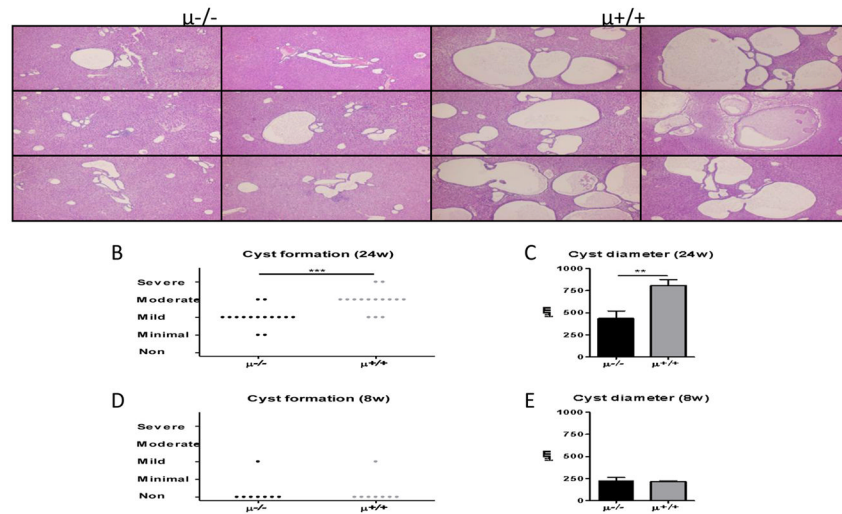 μ-/-
μ+/+
B
Cyst formation (24w)
***
Severe
Moderate
Mild
Minimal
Non
μ-/-
μ+/+
C
Cyst diameter (24w)
**
1000
750
500
250
0
μm
μ-/-
μ+/+
D
Cyst formation (8w)
Severe
Moderate
Mild
Minimal
Non
μ-/-
μ+/+
E
Cyst diameter (8w)
1000
750
500
250
0
μm
μ-/-
μ+/+